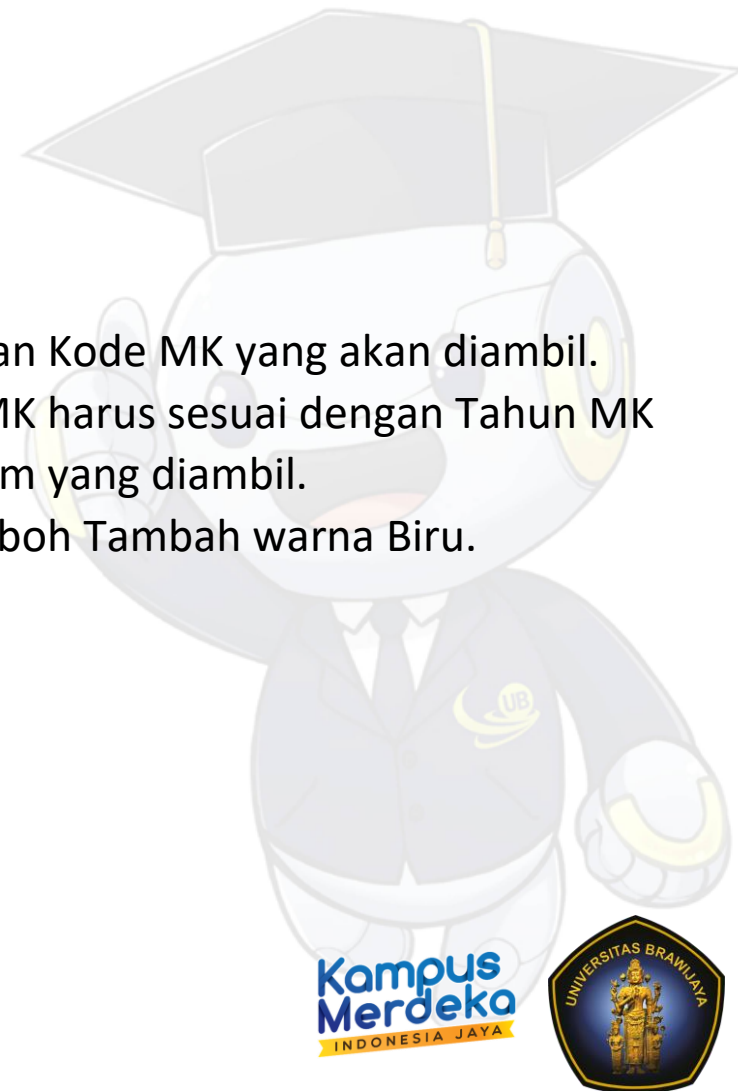 an Kode MK yang akan diambil.
MK harus sesuai dengan Tahun MK
m yang diambil.
boh Tambah warna Biru.
UB
Kampus
Merdeka
INDONESIA JAYA
UNIVERSITAS BRAWIJAYA